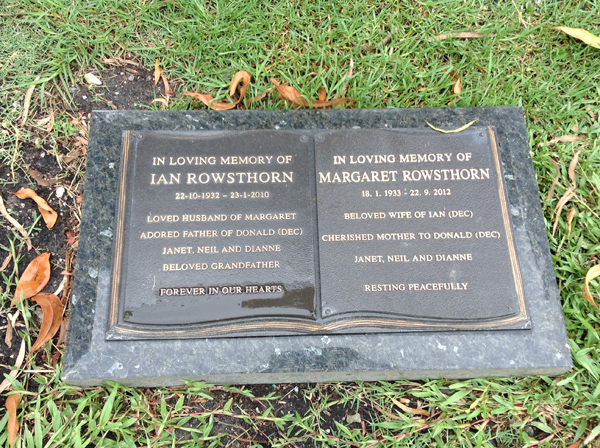 IN LOVING MEMORY OF
IAN ROWSTHORN
22-10-1932 - 23-1-2010
LOVED HUSBAND OF MARGARET
ADORED FATHER OF DONALD (DEC)
JANET, NEIL AND DIANNE
BELOVED GRANDFATHER
FOREVER IN OUR HEARTS
IN LOVING MEMORY OF
MARGARET ROWSTHORN
18. 1. 1933 - 22. 9. 2012
BELOVED WIFE OF IAN (DEC)
CHERISHED MOTHER TO DONALD (DEC)
JANET, NEIL AND DIANNE
RESTING PEACEFULLY